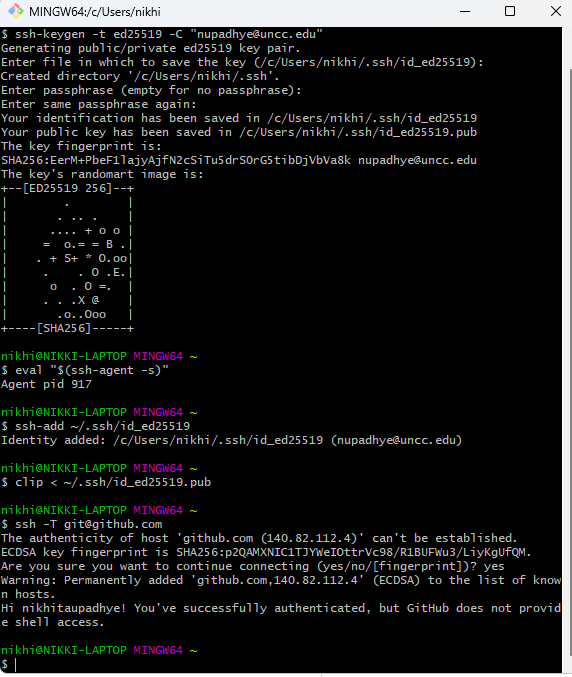 MINGW64:/c/Users/nikhi
$ ssh-keygen -t ed25519 -C "nupadhye@uncc.edu"
Generating public/private ed25519 key pair.
Enter file in which to save the key (/c/Users/nikhi/.ssh/id_ed25519):
Created directory '/c/Users/nikhi/.ssh'.
Enter passphrase (empty for no passphrase):
Enter same passphrase again:
Your identification has been saved in /c/Users/nikhi/.ssh/id_ed25519
Your public key has been saved in /c/Users/nikhi/.ssh/id_ed25519.pub
The key fingerprint is:
SHA256:EerM+PbeF1lajyAjfN2cSiTu5drSOrG5tibDjVbVa8k nupadhye@uncc.edu
The key's randomart image is:
+--[ED25519 256]--+
|        .        |
|       . .. .    |
|      .... + o o |
|     =  o.= = B .|
|    . + S+ * O.oo|
|     .    . O .E.|
|      o  . O =.  |
|     . . .X @    |
|       .o..Ooo   |
+----[SHA256]-----+
nikhi@NIKKI-LAPTOP MINGW64 ~
$ eval "$(ssh-agent -s)"
Agent pid 917
nikhi@NIKKI-LAPTOP MINGW64 ~
$ ssh-add ~/.ssh/id_ed25519
Identity added: /c/Users/nikhi/.ssh/id_ed25519 (nupadhye@uncc.edu)
nikhi@NIKKI-LAPTOP MINGW64 ~
$ clip < ~/.ssh/id_ed25519.pub
nikhi@NIKKI-LAPTOP MINGW64 ~
$ ssh -T git@github.com
The authenticity of host 'github.com (140.82.112.4)' can't be established.
ECDSA key fingerprint is SHA256:p2QAMXNIC1TJYWeIOttrVc98/R1BUFWu3/LiyKgUfQM.
Are you sure you want to continue connecting (yes/no/[fingerprint])? yes
Warning: Permanently added 'github.com,140.82.112.4' (ECDSA) to the list of know
n hosts.
Hi nikhitaupadhye! You've successfully authenticated, but GitHub does not provid
e shell access.
nikhi@NIKKI-LAPTOP MINGW64 ~
$